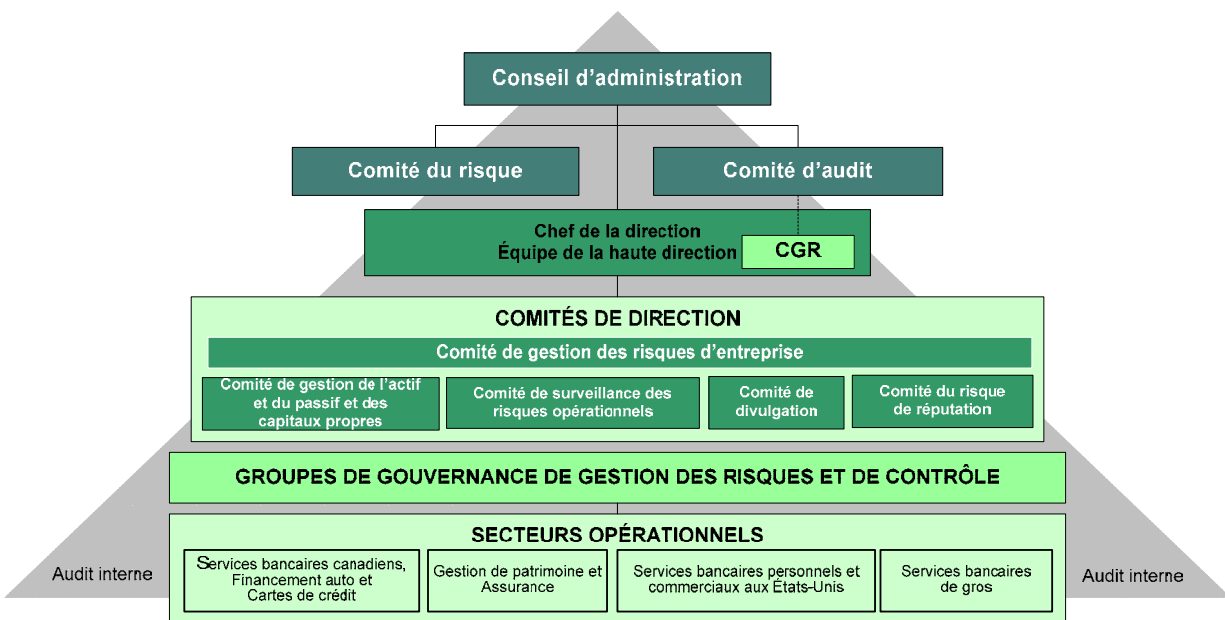 Conseil d'administration
Comité du risque
Comité d'audit
Chef de la direction
Équipe de la haute direction
CGR
COMITÉS DE DIRECTION
Comité de gestion des risques d'entreprise
Comité de gestion de l'actif
et du passif et des
capitaux propres
Comité de surveillance des
risques opérationnels
Comité de
divulgation
Comité du risque
de réputation
GROUPES DE GOUVERNANCE DE GESTION DES RISQUES ET DE CONTRÔLE
SECTEURS OPÉRATIONNELS
Services bancaires canadiens,
Financement auto et
Cartes de crédit
Gestion de patrimoine et
Assurance
Services bancaires personnels et
commerciaux aux États-Unis
Services bancaires
de gros
Audit interne
Audit interne